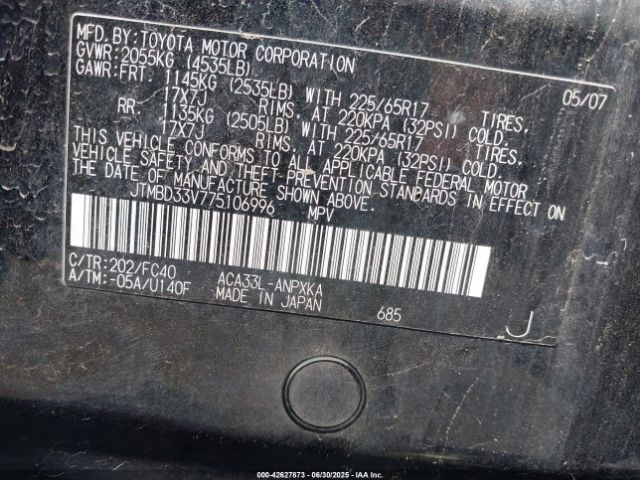 MFD. BY: TOYOTA MOTOR CORPORATION 05/07
GVWR: 2055KG (4535LB)
GAWR: FRT. 1145KG (2535LB) WITH 225/65R17 TIRES,
17X7J RIMS, AT 220KPA (32PSI) COLD.
RR. 1135KG (2505LB) WITH 225/65R17 TIRES,
17X7J RIMS, AT 220KPA (32PSI) COLD.
THIS VEHICLE CONFORMS TO ALL APPLICABLE FEDERAL MOTOR
VEHICLE SAFETY AND THEFT-PREVENTION STANDARDS IN EFFECT ON
THE DATE OF MANUFACTURE SHOWN ABOVE.
JTMBD33V775106996 MPV
C/TR: 202/FC40 ACA33L-ANPXKA
A/TM: -05A/U140F MADE IN JAPAN 685 J
000-42627873 | 06/30/2025 - IAA Inc.